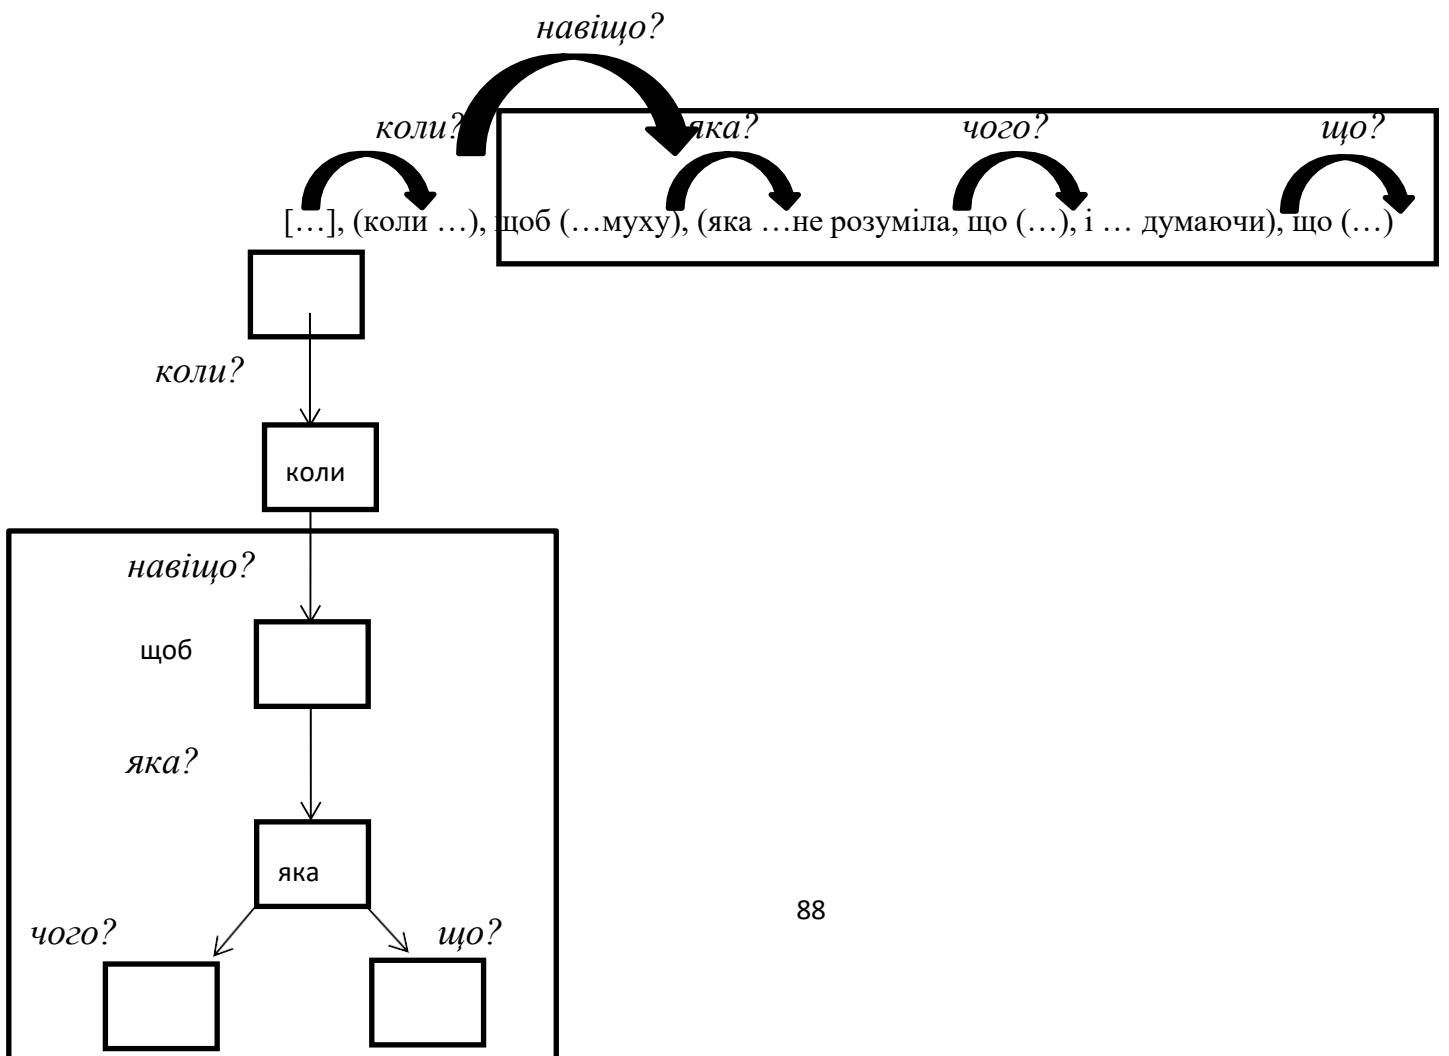 навіщо?
коли? яка? чого? що?
[…], (коли …), щоб (…муху), (яка …не розуміла, що (…), і … думаючи), що (…)
коли?
коли
навіщо?
щоб
яка?
яка
88
чого? що?